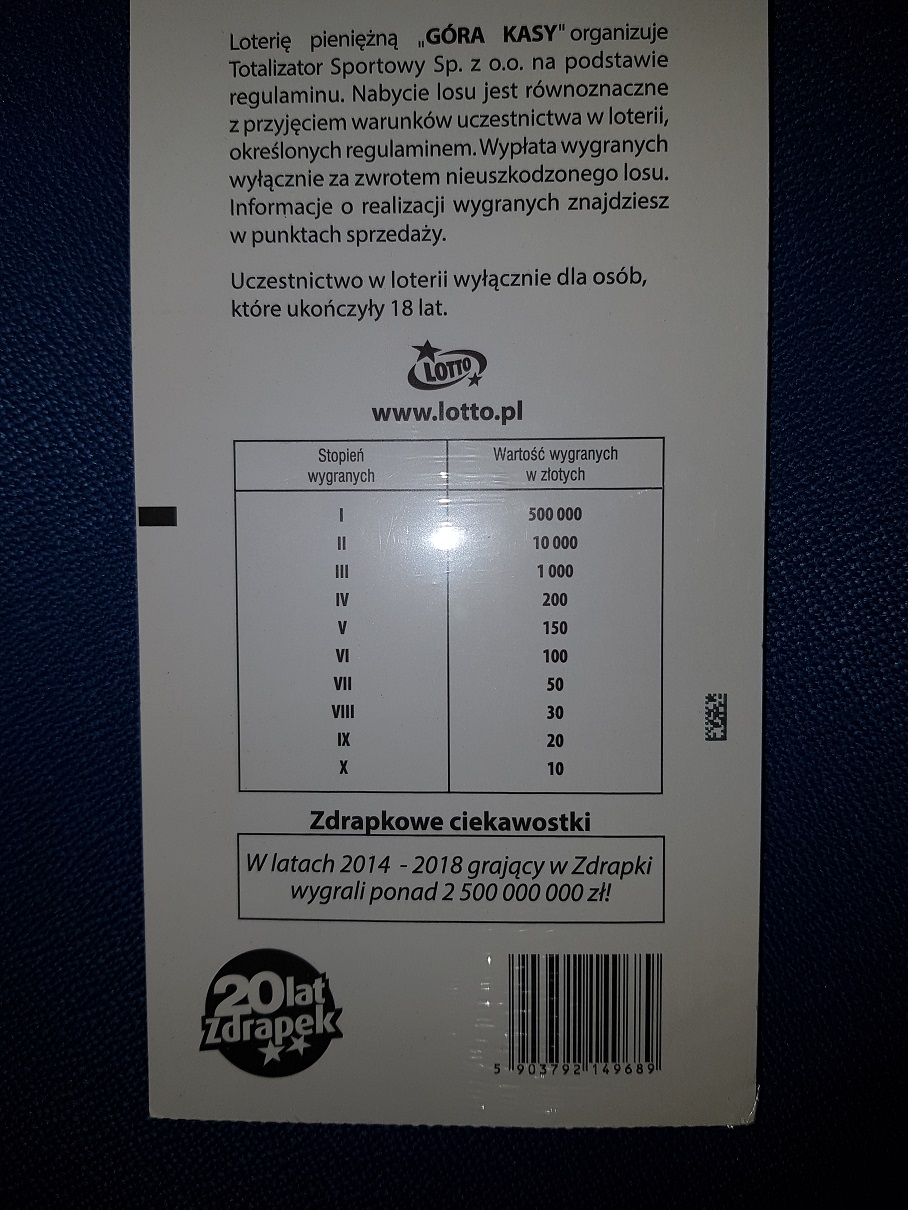 Loterię pieniężną „GÓRA KASY" organizuje
Totalizator Sportowy Sp. z o.o. na podstawie
regulaminu. Nabycie losu jest równoznaczne
z przyjęciem warunków uczestnictwa w loterii,
określonych regulaminem. Wypłata wygranych
wyłącznie za zwrotem nieuszkodzonego losu.
Informacje o realizacji wygranych znajdziesz
w punktach sprzedaży.
Uczestnictwo w loterii wyłącznie dla osób,
które ukończyły 18 lat.
LOTTO
www.lotto.pl
Stopień wygranych Wartość wygranych w złotych
I 500 000
II 10 000
III 1 000
IV 200
V 150
VI 100
VII 50
VIII 30
IX 20
X 10
Zdrapkowe ciekawostki
W latach 2014 - 2018 grający w Zdrapki
wygrali ponad 2 500 000 000 zł!
20 lat
Zdrapek
5 903792 149689